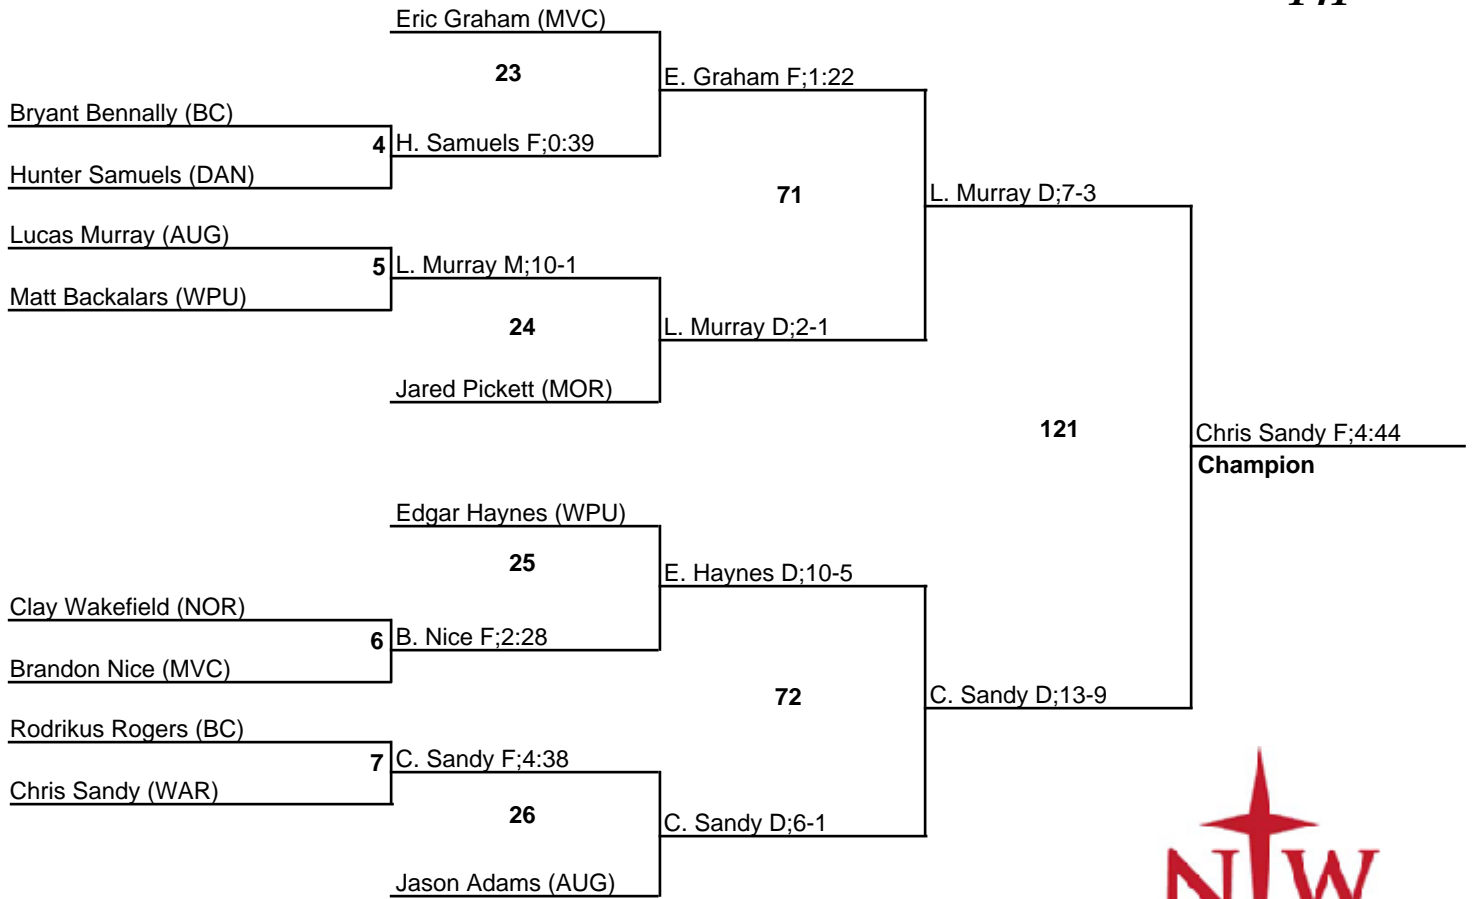 Eric Graham (MVC)
23
E. Graham F;1:22
Bryant Bennally (BC)
4
H. Samuels F;0:39
Hunter Samuels (DAN)
71
L. Murray D;7-3
Lucas Murray (AUG)
5
L. Murray M;10-1
Matt Backalars (WPU)
24
L. Murray D;2-1
Jared Pickett (MOR)
121
Chris Sandy F;4:44
Champion
Edgar Haynes (WPU)
25
E. Haynes D;10-5
Clay Wakefield (NOR)
6
B. Nice F;2:28
Brandon Nice (MVC)
72
C. Sandy D;13-9
Rodrikus Rogers (BC)
7
C. Sandy F;4:38
Chris Sandy (WAR)
26
C. Sandy D;6-1
Jason Adams (AUG)
NW